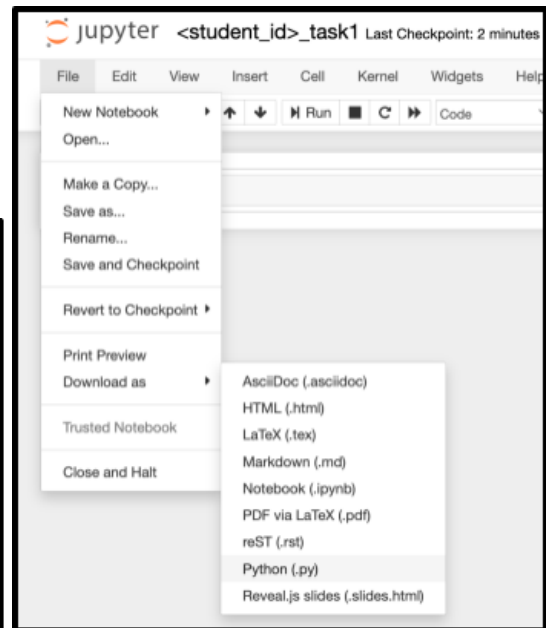 jupyter <student_id>_task1 Last Checkpoint: 2 minutes
File Edit View Insert Cell Kernel Widgets Help
New Notebook Run Code
Open...
Make a Copy...
Save as...
Rename...
Save and Checkpoint
Revert to Checkpoint
Print Preview
Download as
Trusted Notebook
Close and Halt
AsciiDoc (.asciidoc)
HTML (.html)
LaTeX (.tex)
Markdown (.md)
Notebook (.ipynb)
PDF via LaTeX (.pdf)
reST (.rst)
Python (.py)
Reveal.js slides (.slides.html)